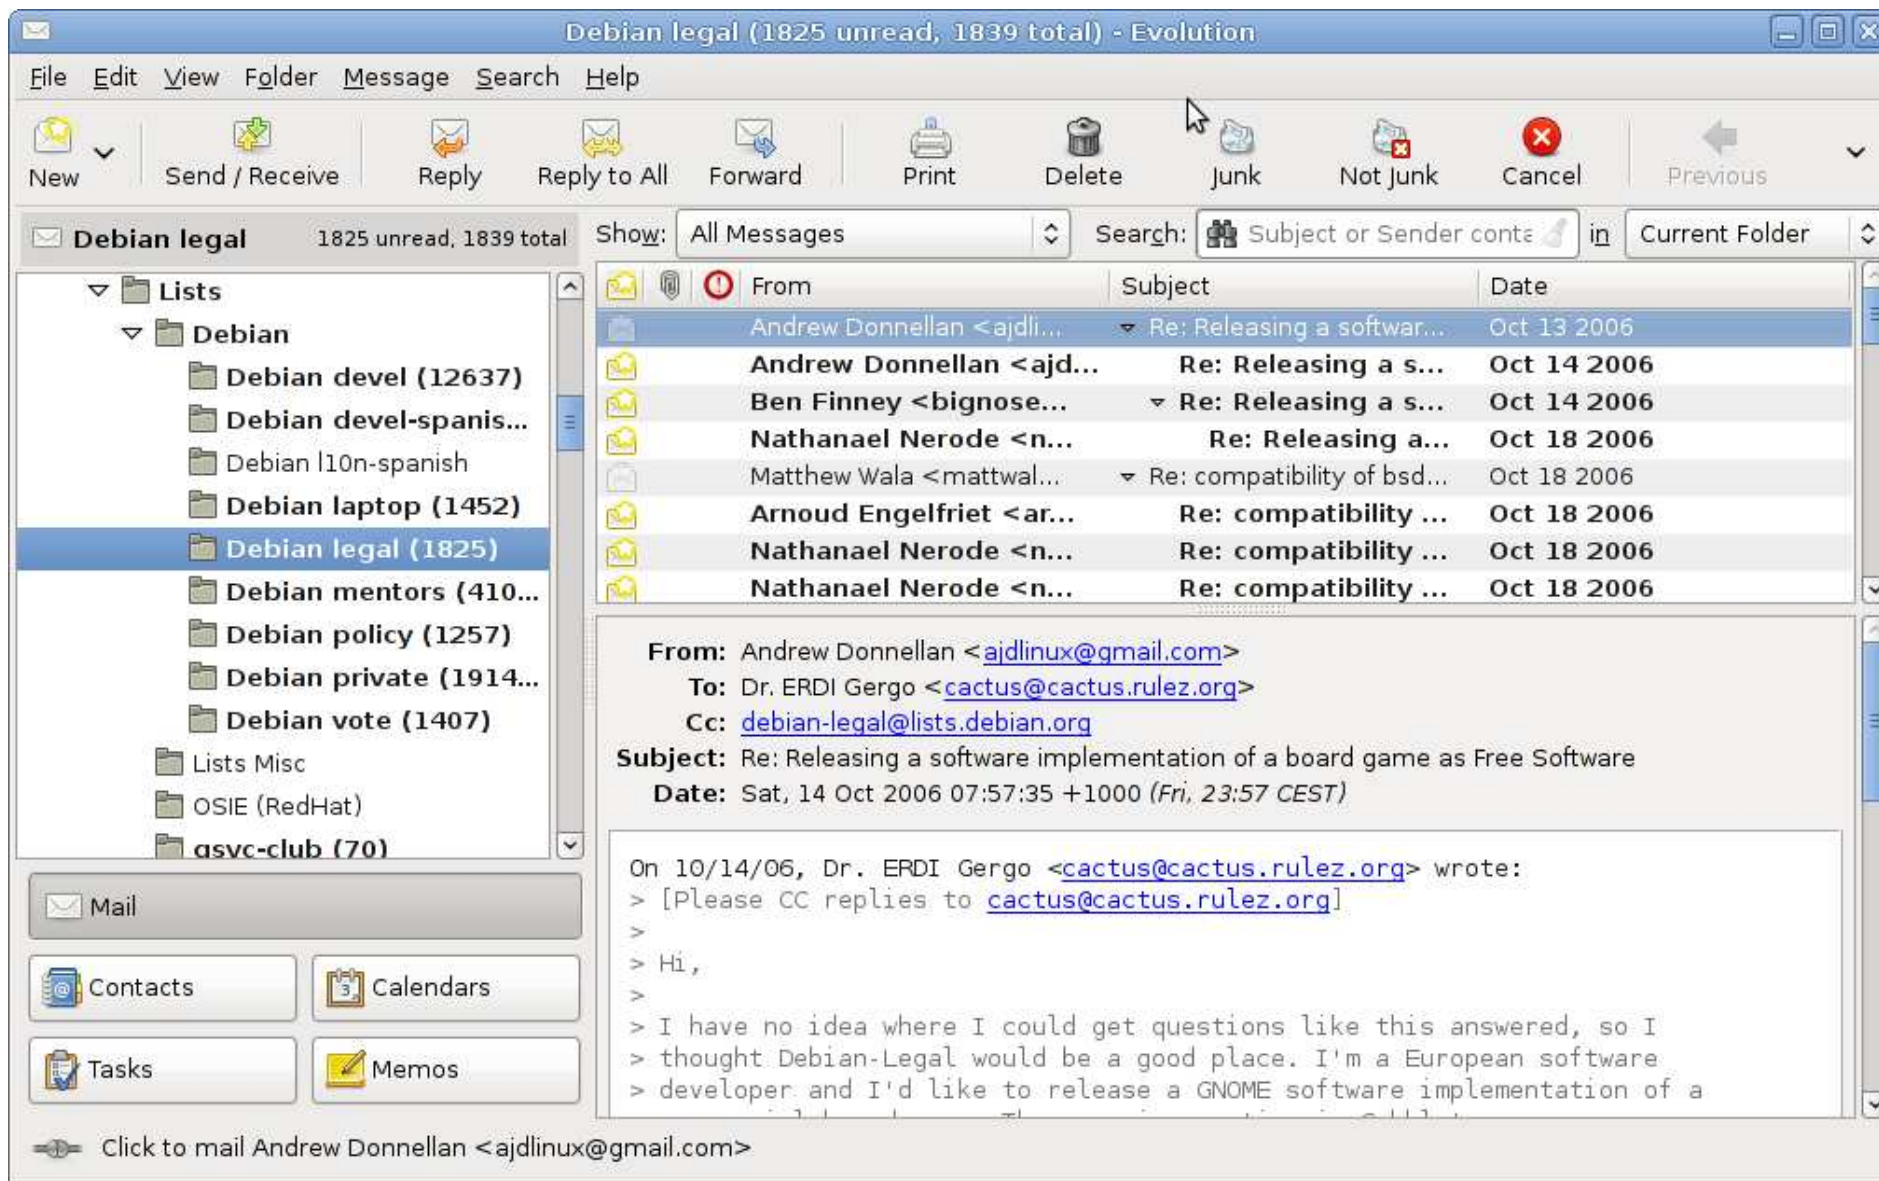 Debian legal (1825 unread, 1839 total) - Evolution
File Edit View Folder Message Search Help
New Send / Receive Reply Reply to All Forward Print Delete Junk Not Junk Cancel Previous
Debian legal 1825 unread, 1839 total
Show: All Messages Search: Subject or Sender conta in Current Folder
Lists
Debian
Debian devel (12637)
Debian devel-spanis...
Debian l10n-spanish
Debian laptop (1452)
Debian legal (1825)
Debian mentors (410...
Debian policy (1257)
Debian private (1914...
Debian vote (1407)
Lists Misc
OSIE (RedHat)
gsvc-club (70)
Mail
Contacts Calendars
Tasks Memos
From Subject Date
Andrew Donnellan <ajdli... Re: Releasing a softwar... Oct 13 2006
Andrew Donnellan <ajd... Re: Releasing a s... Oct 14 2006
Ben Finney <bignose... Re: Releasing a s... Oct 14 2006
Nathanael Nerode <n... Re: Releasing a... Oct 18 2006
Matthew Wala <mattwal... Re: compatibility of bsd... Oct 18 2006
Arnoud Engelfriet <ar... Re: compatibility ... Oct 18 2006
Nathanael Nerode <n... Re: compatibility ... Oct 18 2006
Nathanael Nerode <n... Re: compatibility ... Oct 18 2006
From: Andrew Donnellan <ajdlinux@gmail.com>
To: Dr. ERDI Gergo <cactus@cactus.rulez.org>
Cc: debian-legal@lists.debian.org
Subject: Re: Releasing a software implementation of a board game as Free Software
Date: Sat, 14 Oct 2006 07:57:35 +1000 (Fri, 23:57 CEST)
On 10/14/06, Dr. ERDI Gergo <cactus@cactus.rulez.org> wrote:
> [Please CC replies to cactus@cactus.rulez.org]
>
> Hi,
>
> I have no idea where I could get questions like this answered, so I
> thought Debian-Legal would be a good place. I'm a European software
> developer and I'd like to release a GNOME software implementation of a
Click to mail Andrew Donnellan <ajdlinux@gmail.com>